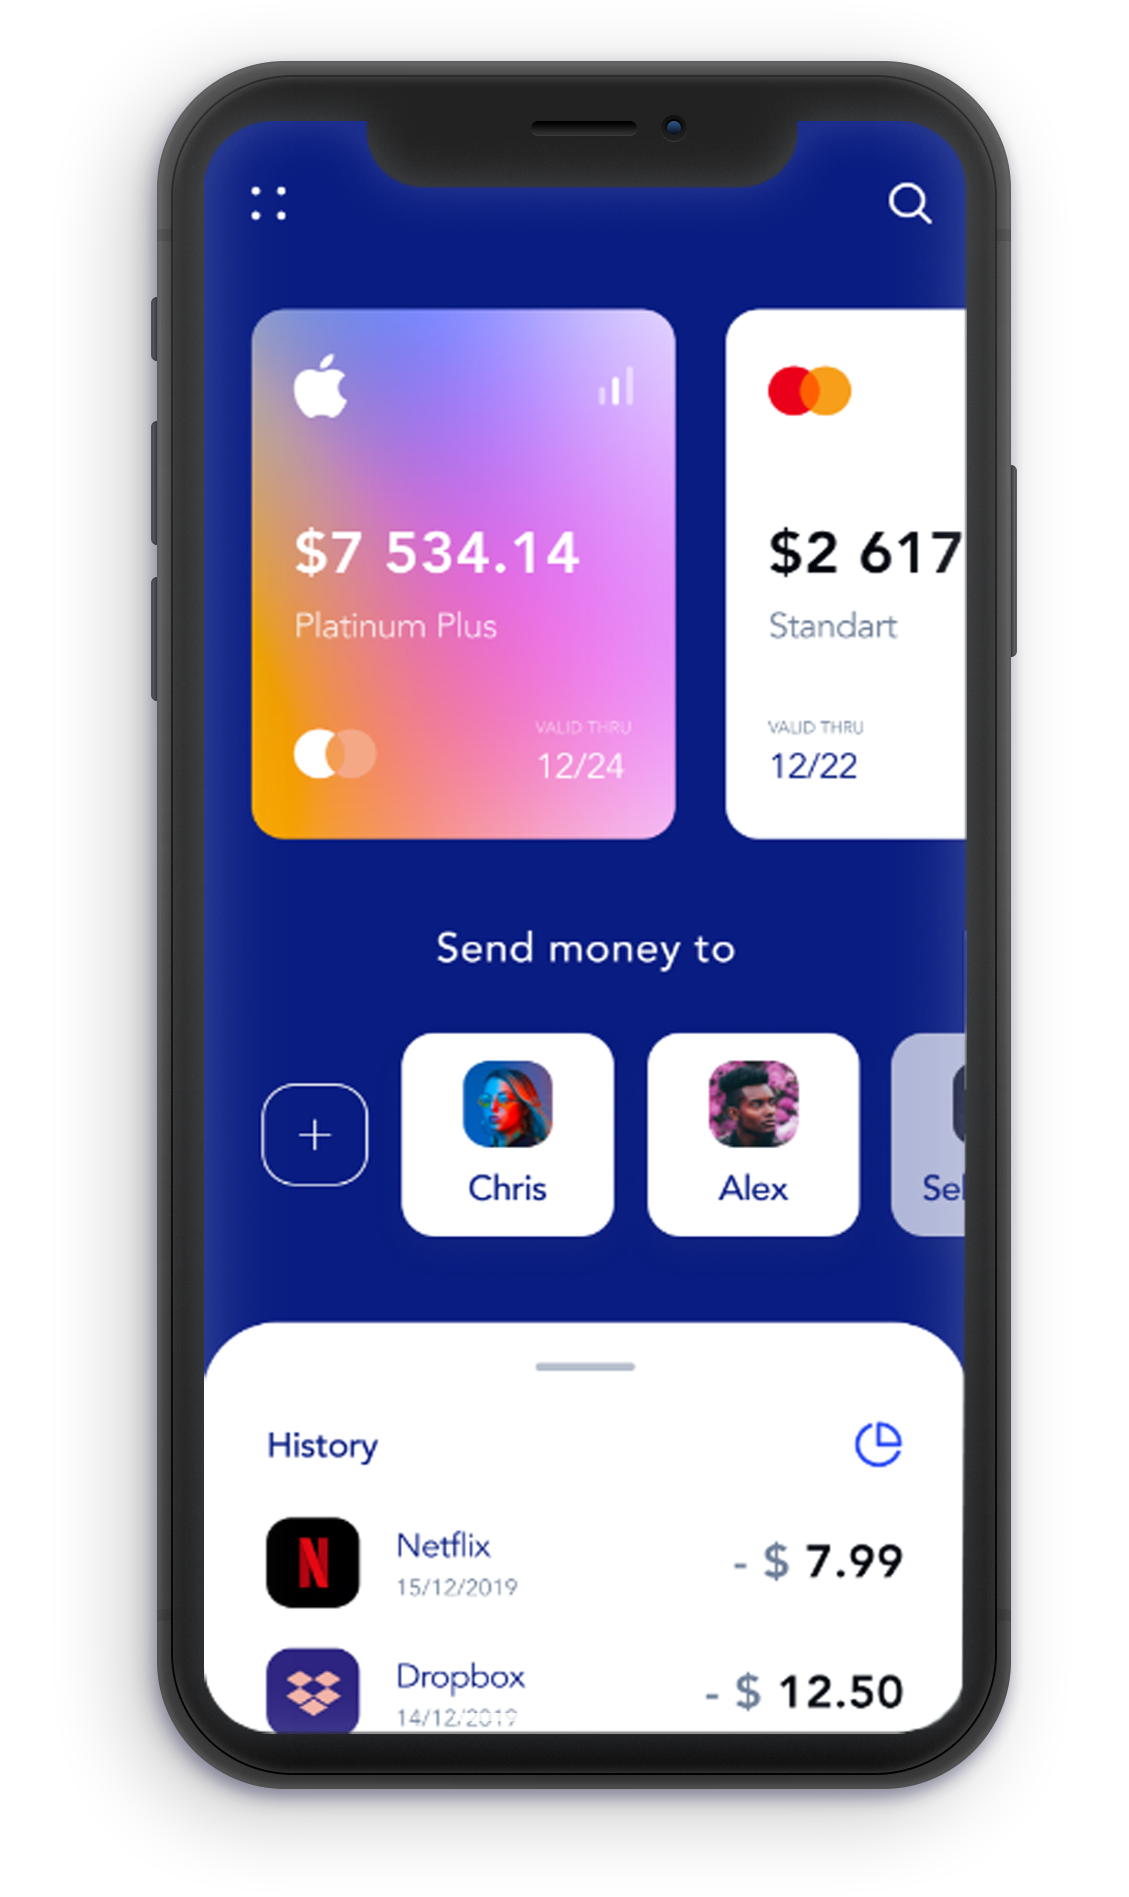 $7 534.14
Platinum Plus
VALID THRU
12/24
$2 617
Standart
VALID THRU
12/22
Send money to
Chris
Alex
Sel
History
N
Netflix
15/12/2019
- $ 7.99
Dropbox
14/12/2019
- $ 12.50